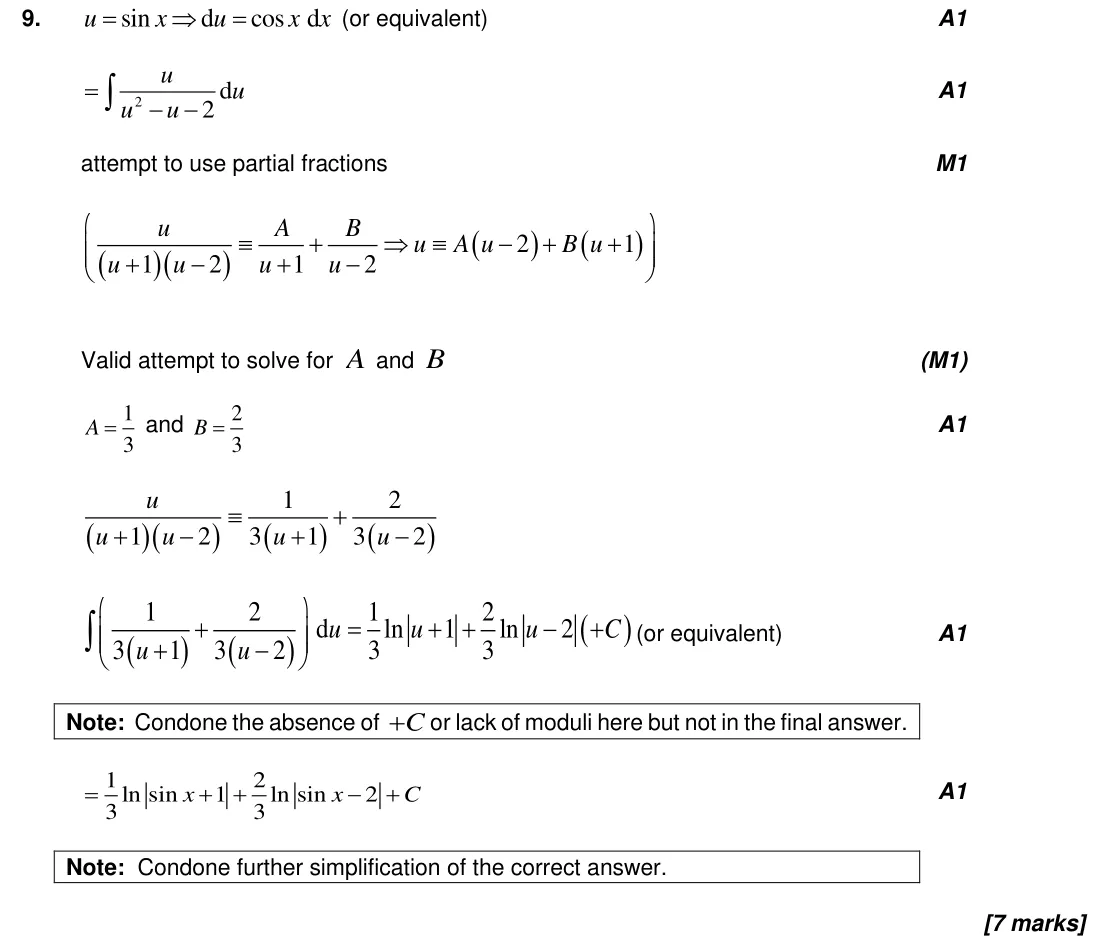 9. u = sin x ⇒ du = cos x dx (or equivalent) A1
= ∫ u/(u² − u − 2) du A1
attempt to use partial fractions M1
( u/((u+1)(u−2)) ≡ A/(u+1) + B/(u−2) ⇒ u ≡ A(u−2) + B(u+1) )
Valid attempt to solve for A and B (M1)
A = 1/3 and B = 2/3 A1
u/((u+1)(u−2)) ≡ 1/(3(u+1)) + 2/(3(u−2))
∫( 1/(3(u+1)) + 2/(3(u−2)) ) du = 1/3 ln|u+1| + 2/3 ln|u−2| (+C) (or equivalent) A1
Note: Condone the absence of +C or lack of moduli here but not in the final answer.
= 1/3 ln|sin x + 1| + 2/3 ln|sin x − 2| + C A1
Note: Condone further simplification of the correct answer.
[7 marks]